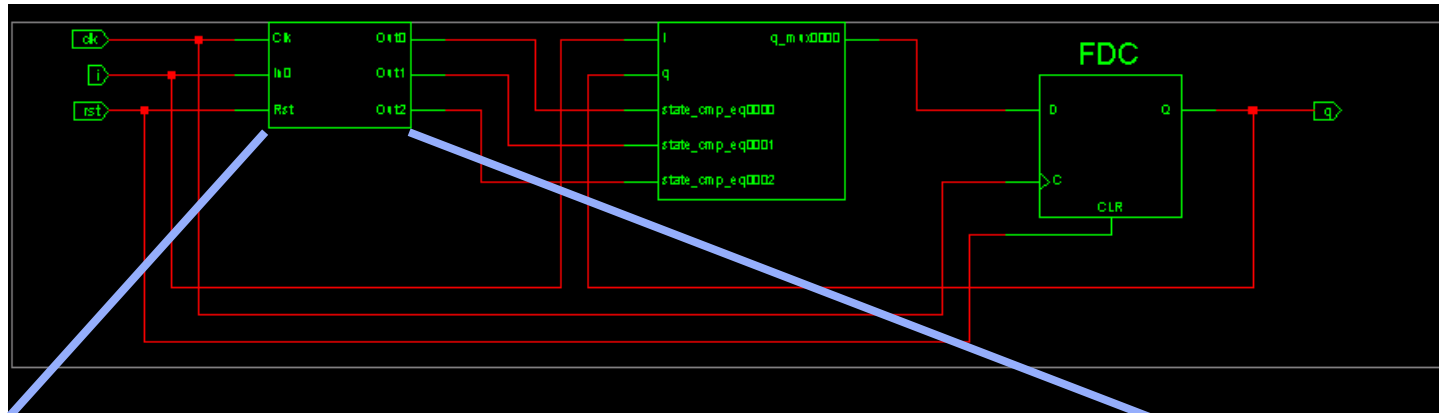 clk
i
rst
Clk
In0
Rst
Out0
Out1
Out2
i
q
state_cmp_eq0000
state_cmp_eq0001
state_cmp_eq0002
q_mux0000
FDC
D
C
CLR
Q
q